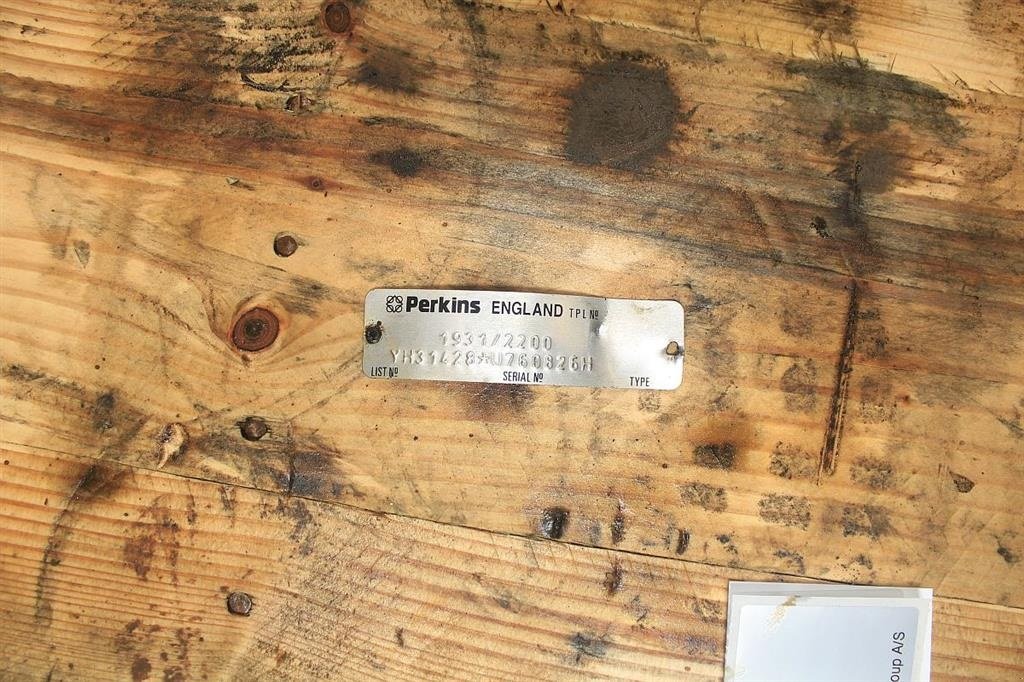 Perkins ENGLAND TPL Nº
1931/2200
YH31428*U760826H
LIST Nº SERIAL Nº TYPE
oup A/S